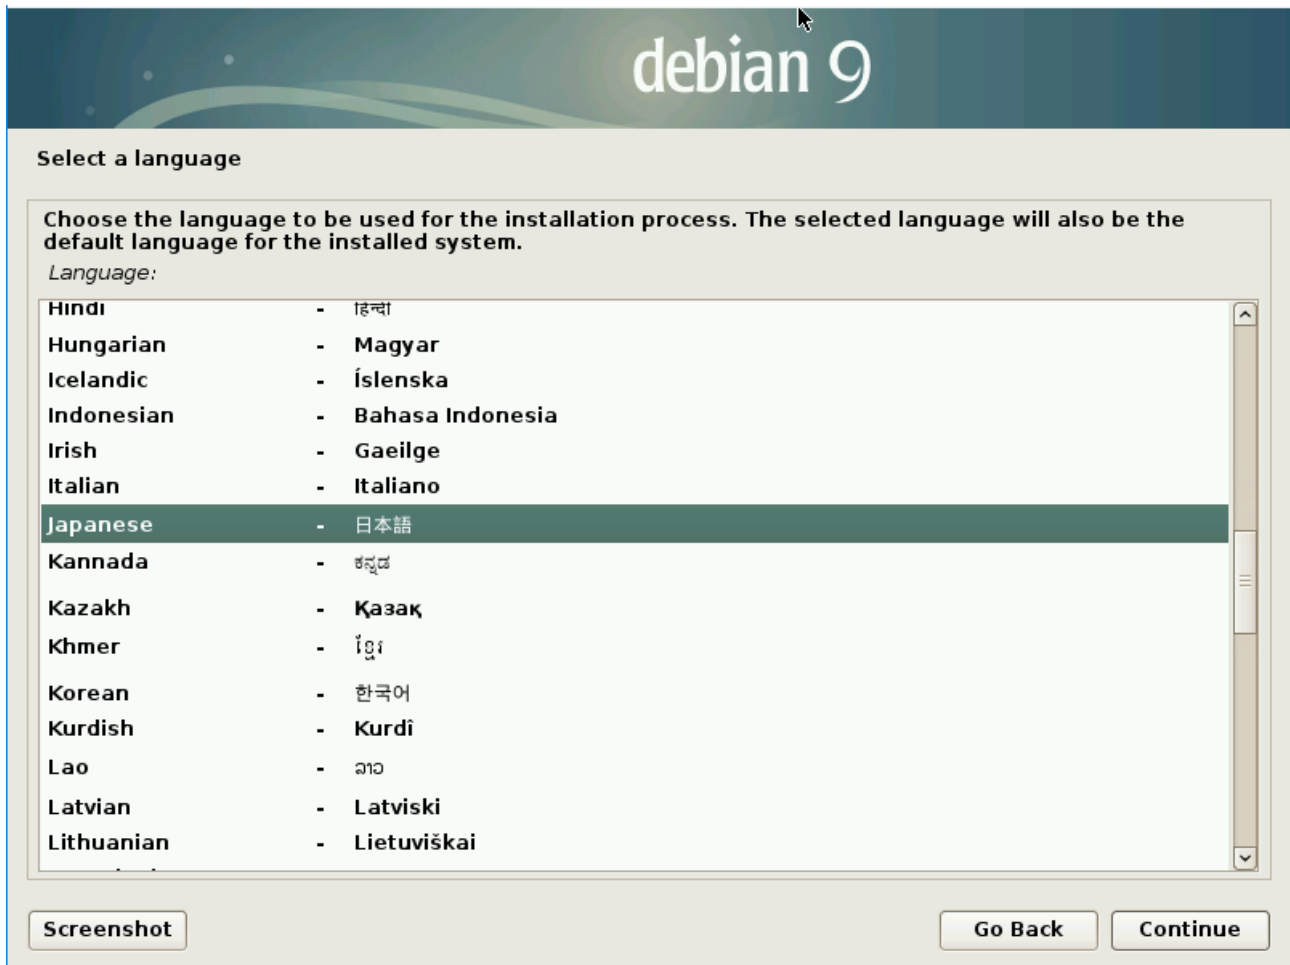 debian 9
Select a language
Choose the language to be used for the installation process. The selected language will also be the
default language for the installed system.
Language:
Hindi - हिन्दी
Hungarian - Magyar
Icelandic - Íslenska
Indonesian - Bahasa Indonesia
Irish - Gaeilge
Italian - Italiano
Japanese - 日本語
Kannada - ಕನ್ನಡ
Kazakh - Қазақ
Khmer - ខ្មែរ
Korean - 한국어
Kurdish - Kurdî
Lao - ລາວ
Latvian - Latviski
Lithuanian - Lietuviškai
Screenshot Go Back Continue